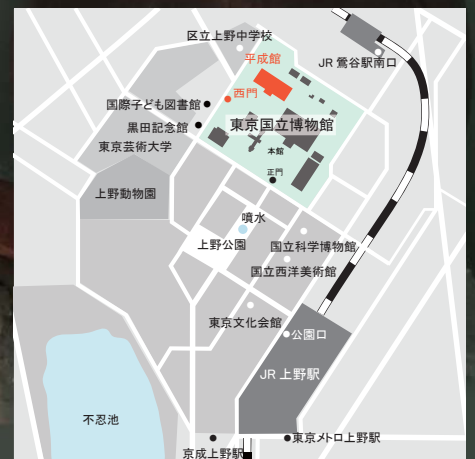 区立上野中学校
平成館
JR 鶯谷駅南口
西門
国際子ども図書館
黒田記念館
東京国立博物館
東京芸術大学
本館
正門
上野動物園
噴水
上野公園
国立科学博物館
国立西洋美術館
東京文化会館
公園口
JR 上野駅
不忍池
東京メトロ上野駅
京成上野駅